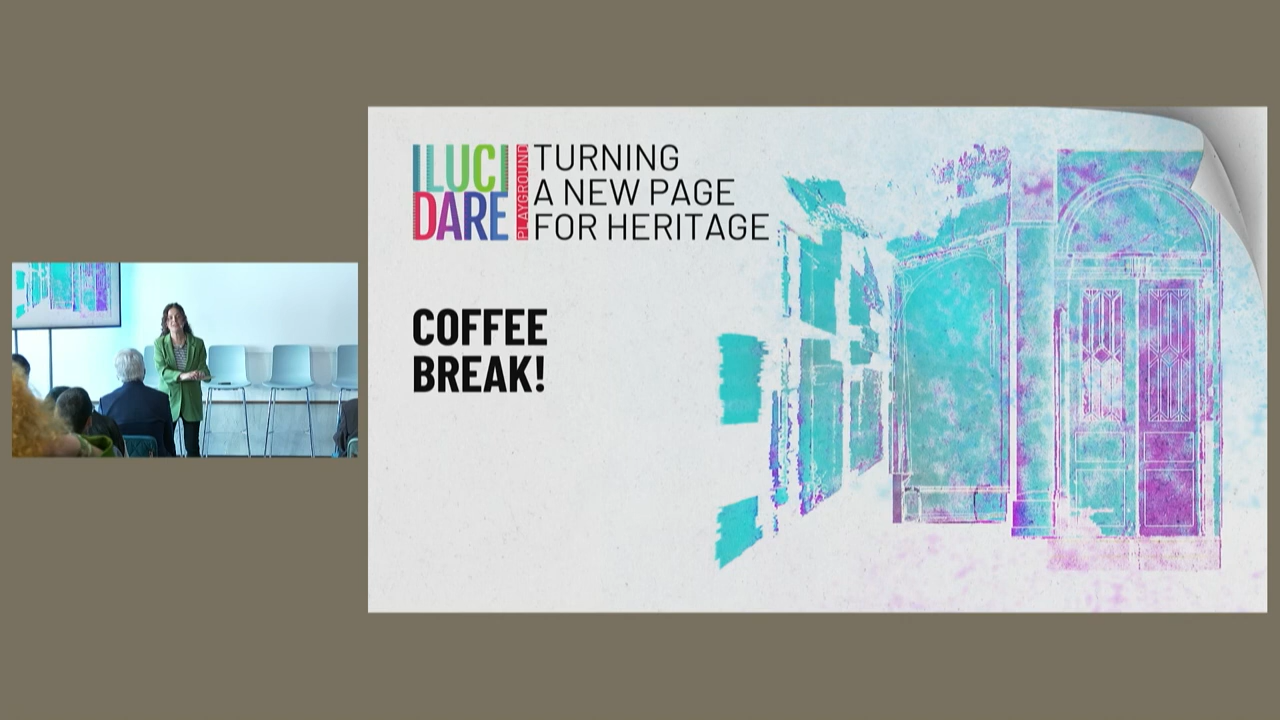 ILUCI
DARE
PLAYGROUND
TURNING
A NEW PAGE
FOR HERITAGE
COFFEE
BREAK!